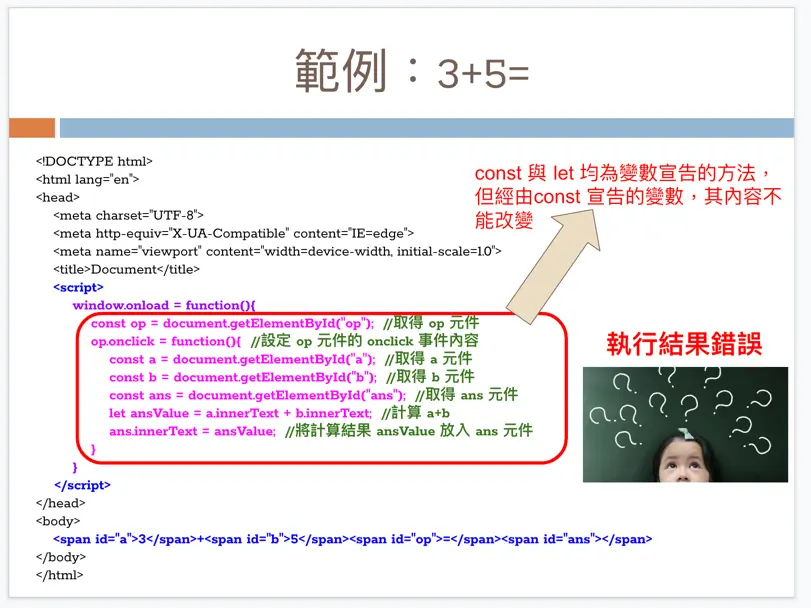 範例：3+5=
<!DOCTYPE html>
<html lang="en">
<head>
<meta charset="UTF-8">
<meta http-equiv="X-UA-Compatible" content="IE=edge">
<meta name="viewport" content="width=device-width, initial-scale=1.0">
<title>Document</title>
<script>
window.onload = function(){
const op = document.getElementById("op"); //取得 op 元件
op.onclick = function(){ //設定 op 元件的 onclick 事件內容
const a = document.getElementById("a"); //取得 a 元件
const b = document.getElementById("b"); //取得 b 元件
const ans = document.getElementById("ans"); //取得 ans 元件
let ansValue = a.innerText + b.innerText; //計算 a+b
ans.innerText = ansValue; //將計算結果 ansValue 放入 ans 元件
}
}
</script>
</head>
<body>
<span id="a">3</span>+<span id="b">5</span><span id="op">=</span><span id="ans"></span>
</body>
</html>
const 與 let 均為變數宣告的方法，
但經由const 宣告的變數，其內容不
能改變
執行結果錯誤